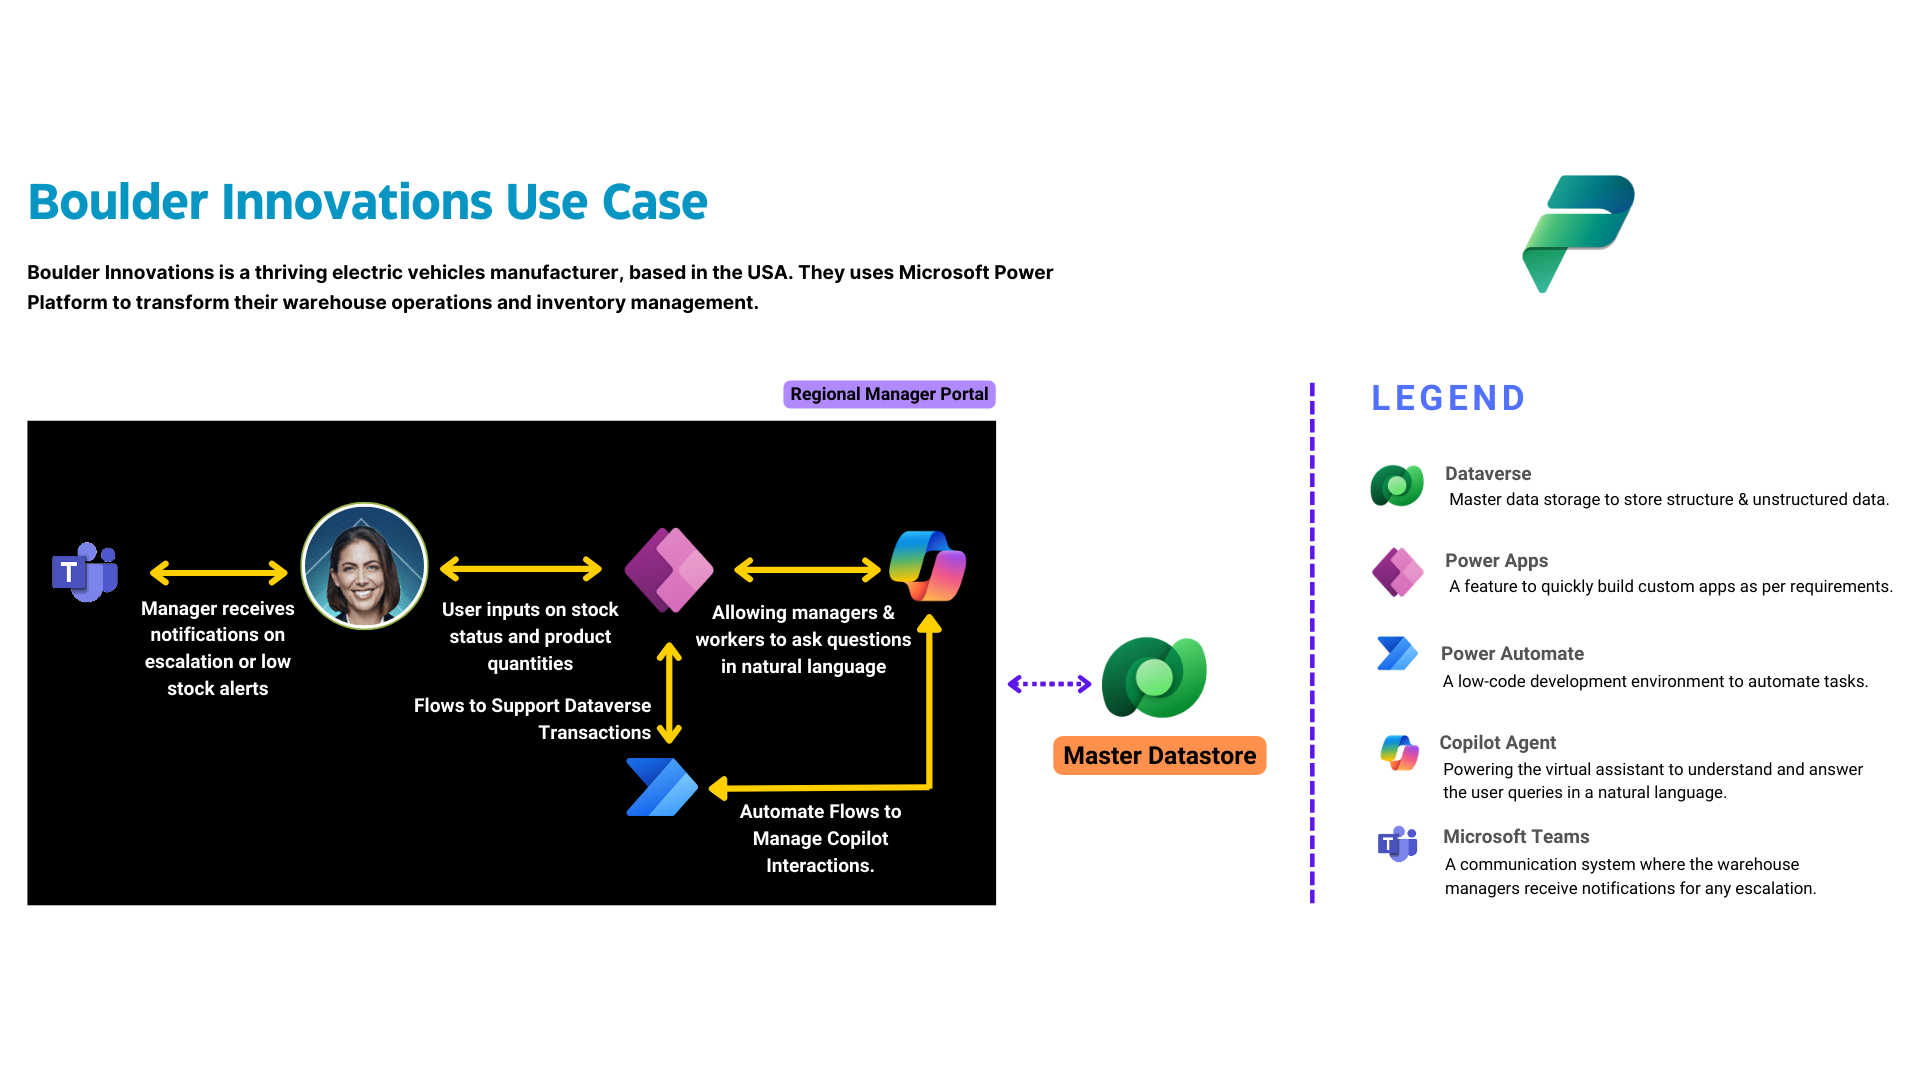 Boulder Innovations Use Case
Boulder Innovations is a thriving electric vehicles manufacturer, based in the USA. They uses Microsoft Power
Platform to transform their warehouse operations and inventory management.
Regional Manager Portal
T
Manager receives
notifications on
escalation or low
stock alerts
User inputs on stock
status and product
quantities
Allowing managers &
workers to ask questions
in natural language
Flows to Support Dataverse
Transactions
Automate Flows to
Manage Copilot
Interactions.
Master Datastore
LEGEND
Dataverse
Master data storage to store structure & unstructured data.
Power Apps
A feature to quickly build custom apps as per requirements.
Power Automate
A low-code development environment to automate tasks.
Copilot Agent
Powering the virtual assistant to understand and answer
the user queries in a natural language.
T
Microsoft Teams
A communication system where the warehouse
managers receive notifications for any escalation.